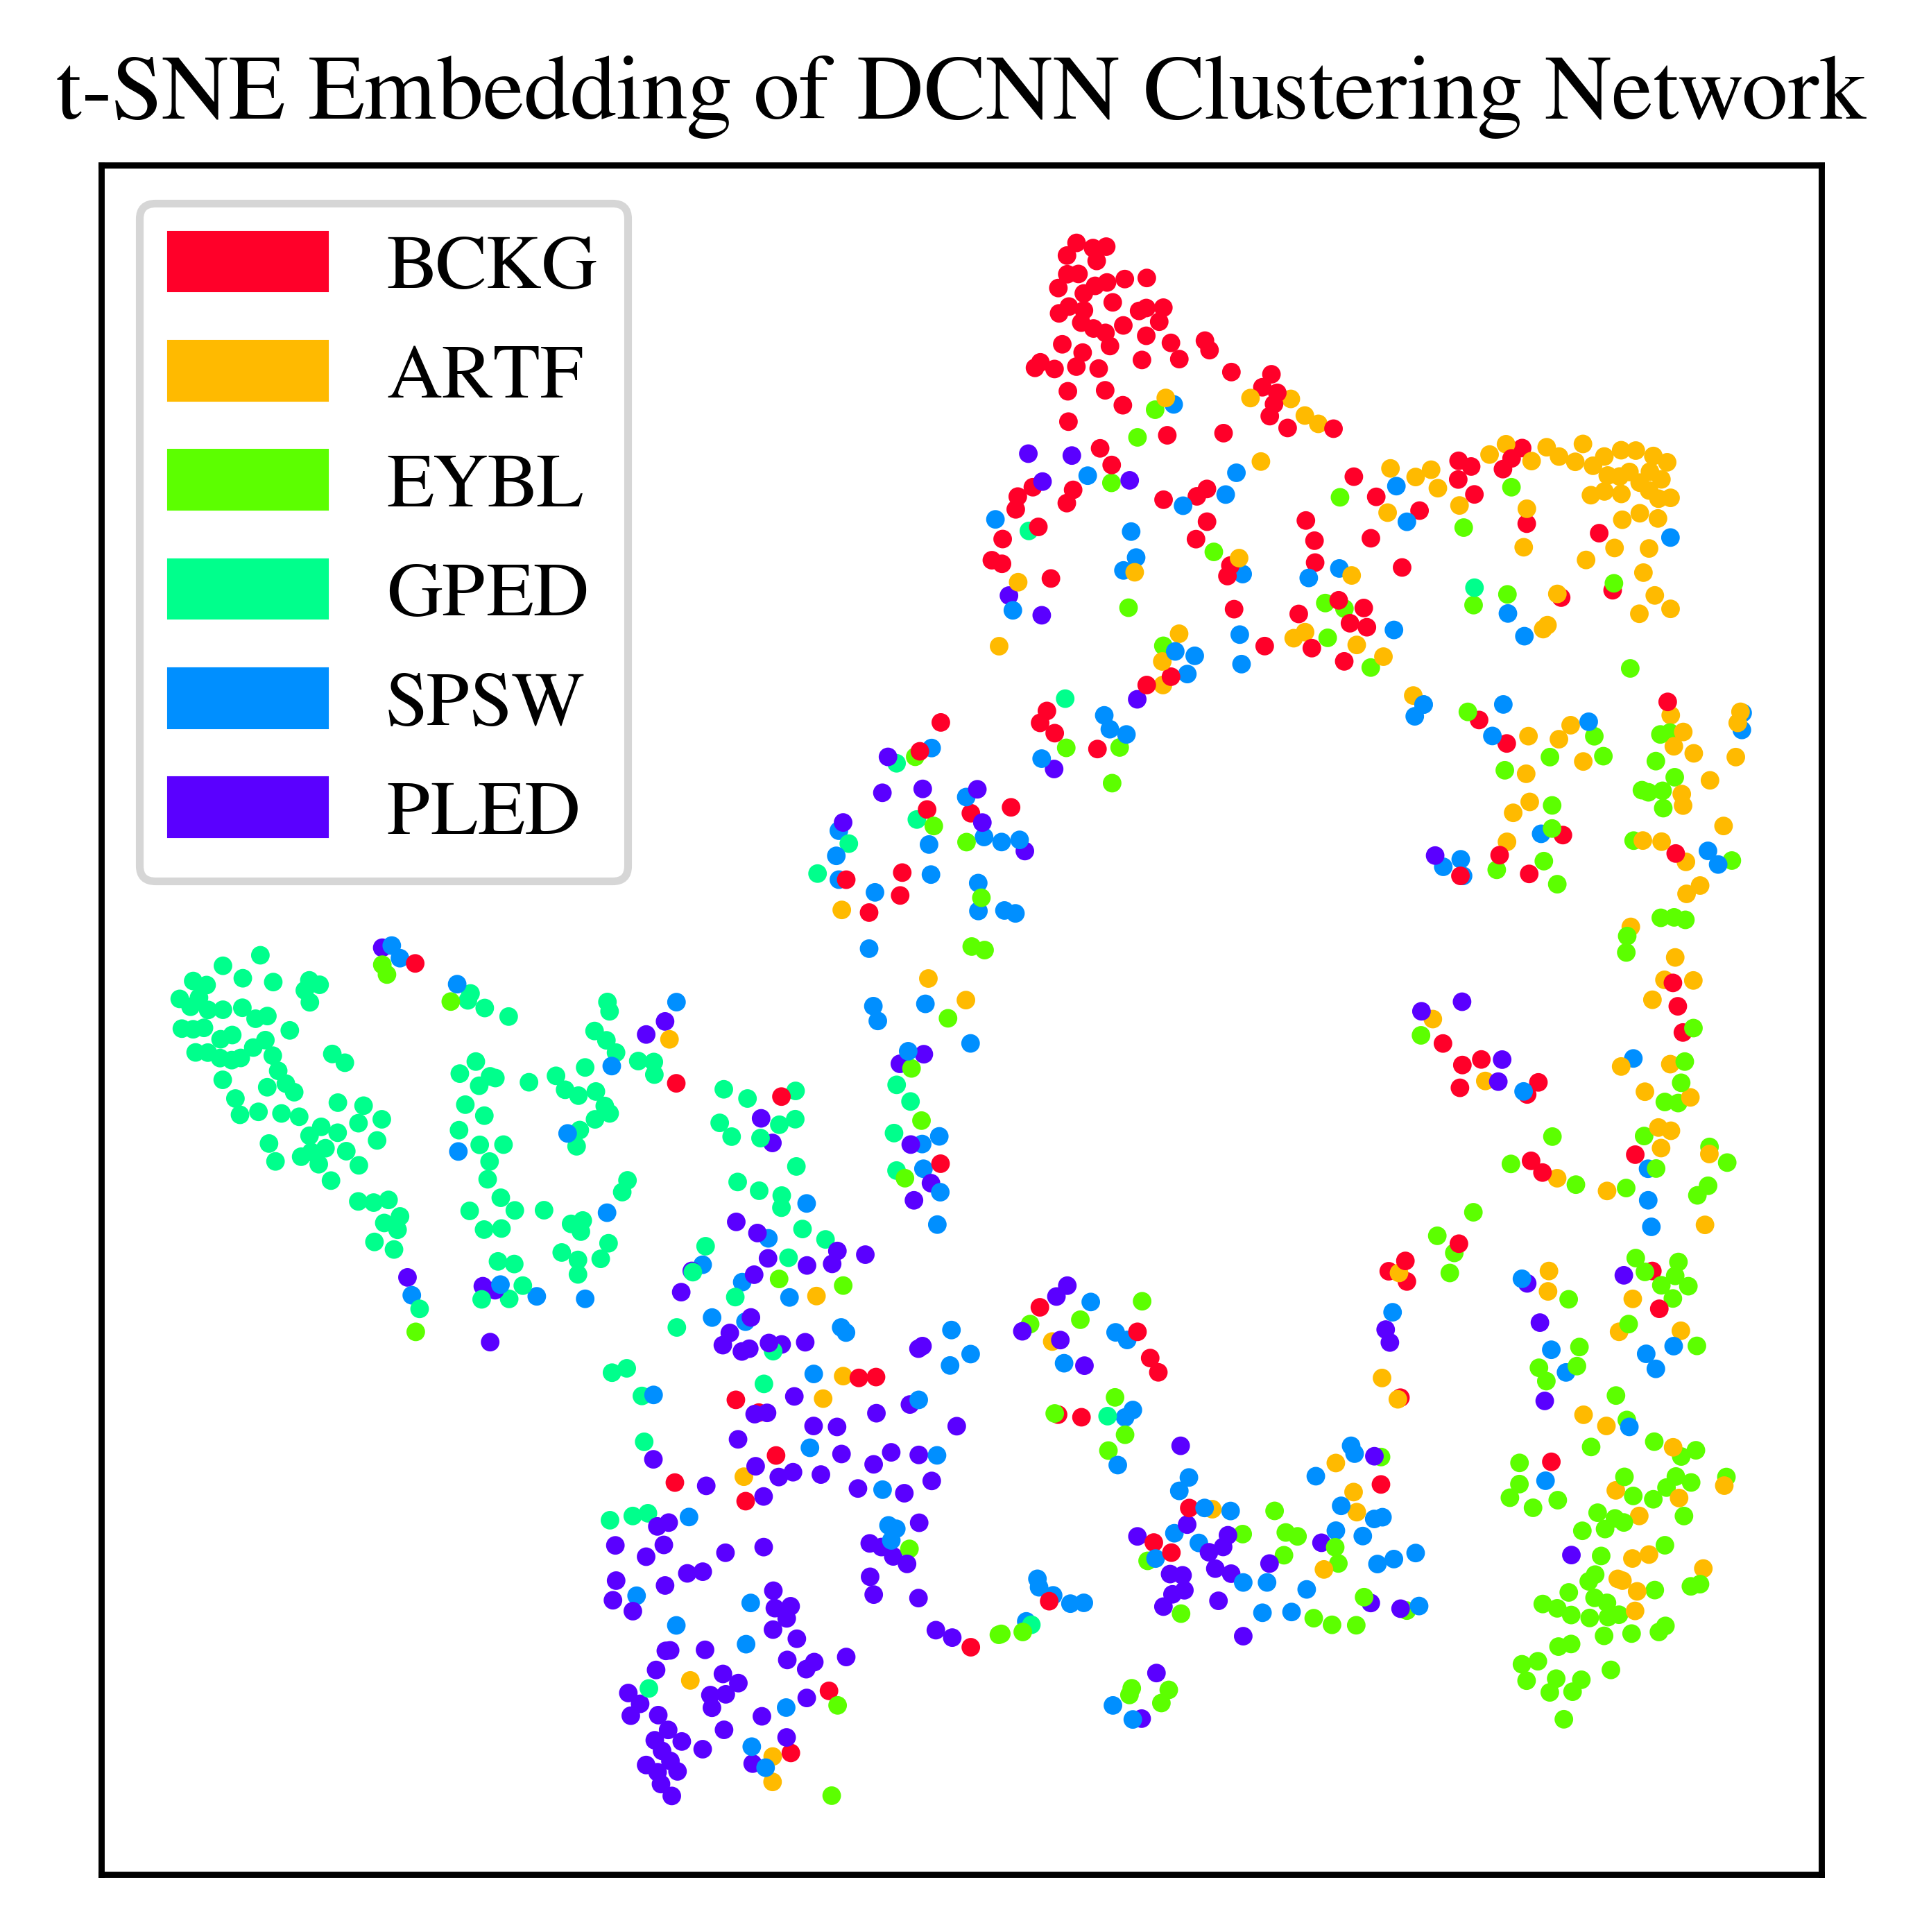 t-SNE Embedding of DCNN Clustering Network
BCKG
ARTF
EYBL
GPED
SPSW
PLED